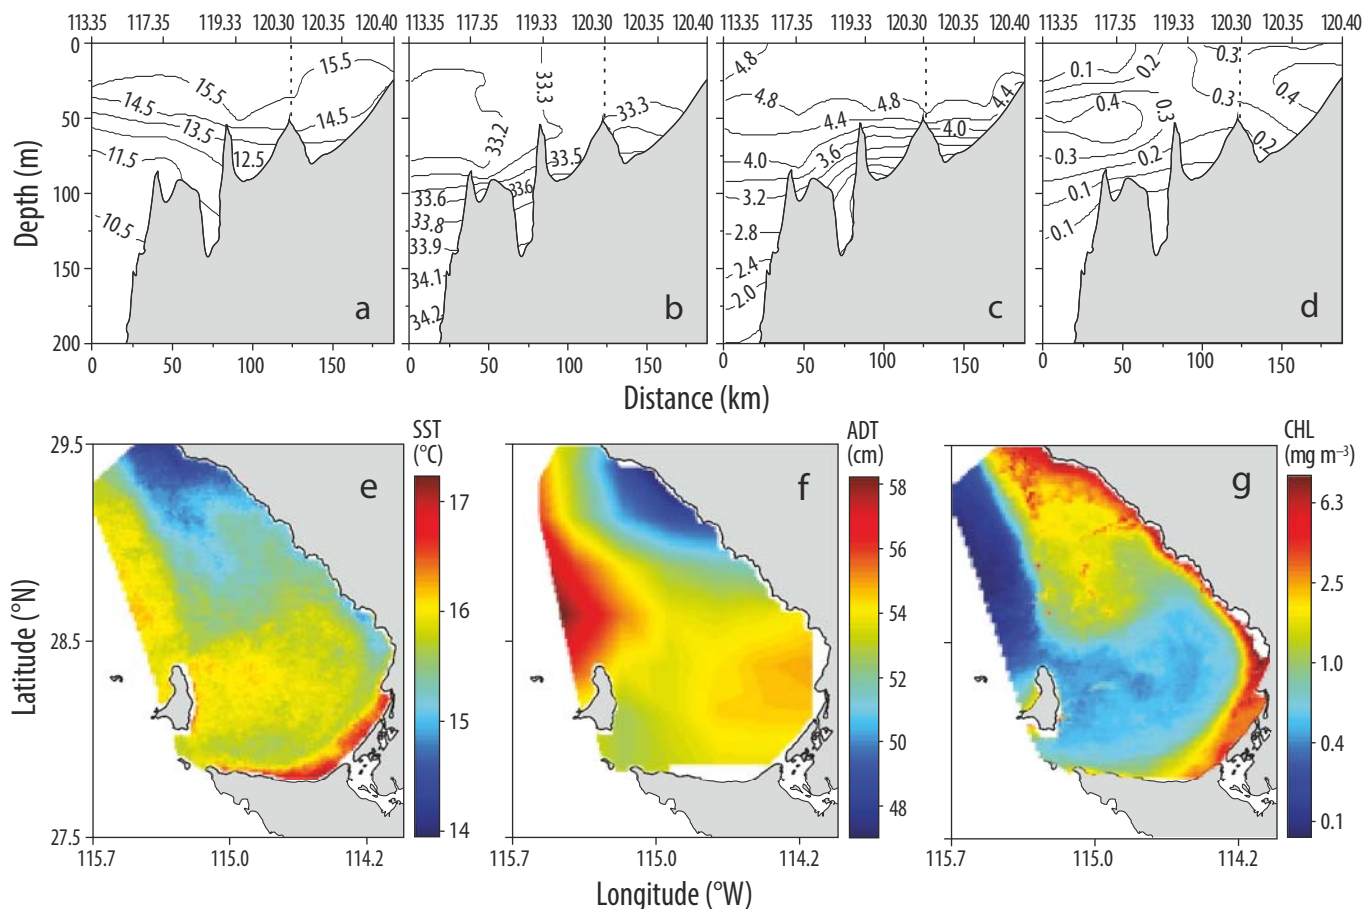 113.35 117.35 119.33 120.30 120.35 120.40
113.35 117.35 119.33 120.30 120.35 120.40
113.35 117.35 119.33 120.30 120.35 120.40
113.35 117.35 119.33 120.30 120.35 120.40
Depth (m)
0
50
100
150
200
15.5
15.5
14.5
14.5
13.5
12.5
11.5
10.5
a
33.3
33.3
33.2
33.5
33.6
33.6
33.8
33.9
34.1
34.2
b
4.8
4.8
4.8
4.4
4.4
4.0
4.0
3.6
3.2
2.8
2.4
2.0
c
0.1
0.2
0.3
0.4
0.4
0.3
0.3
0.3
0.2
0.2
0.1
0.1
d
0 50 100 150
0 50 100 150
0 50 100 150
0 50 100 150
Distance (km)
SST
(°C)
17
16
15
14
e
ADT
(cm)
58
56
54
52
50
48
f
CHL
(mg m⁻³)
6.3
2.5
1.0
0.4
0.1
g
Latitude (°N)
29.5
28.5
27.5
115.7 115.0 114.2
115.7 115.0 114.2
115.7 115.0 114.2
Longitude (°W)